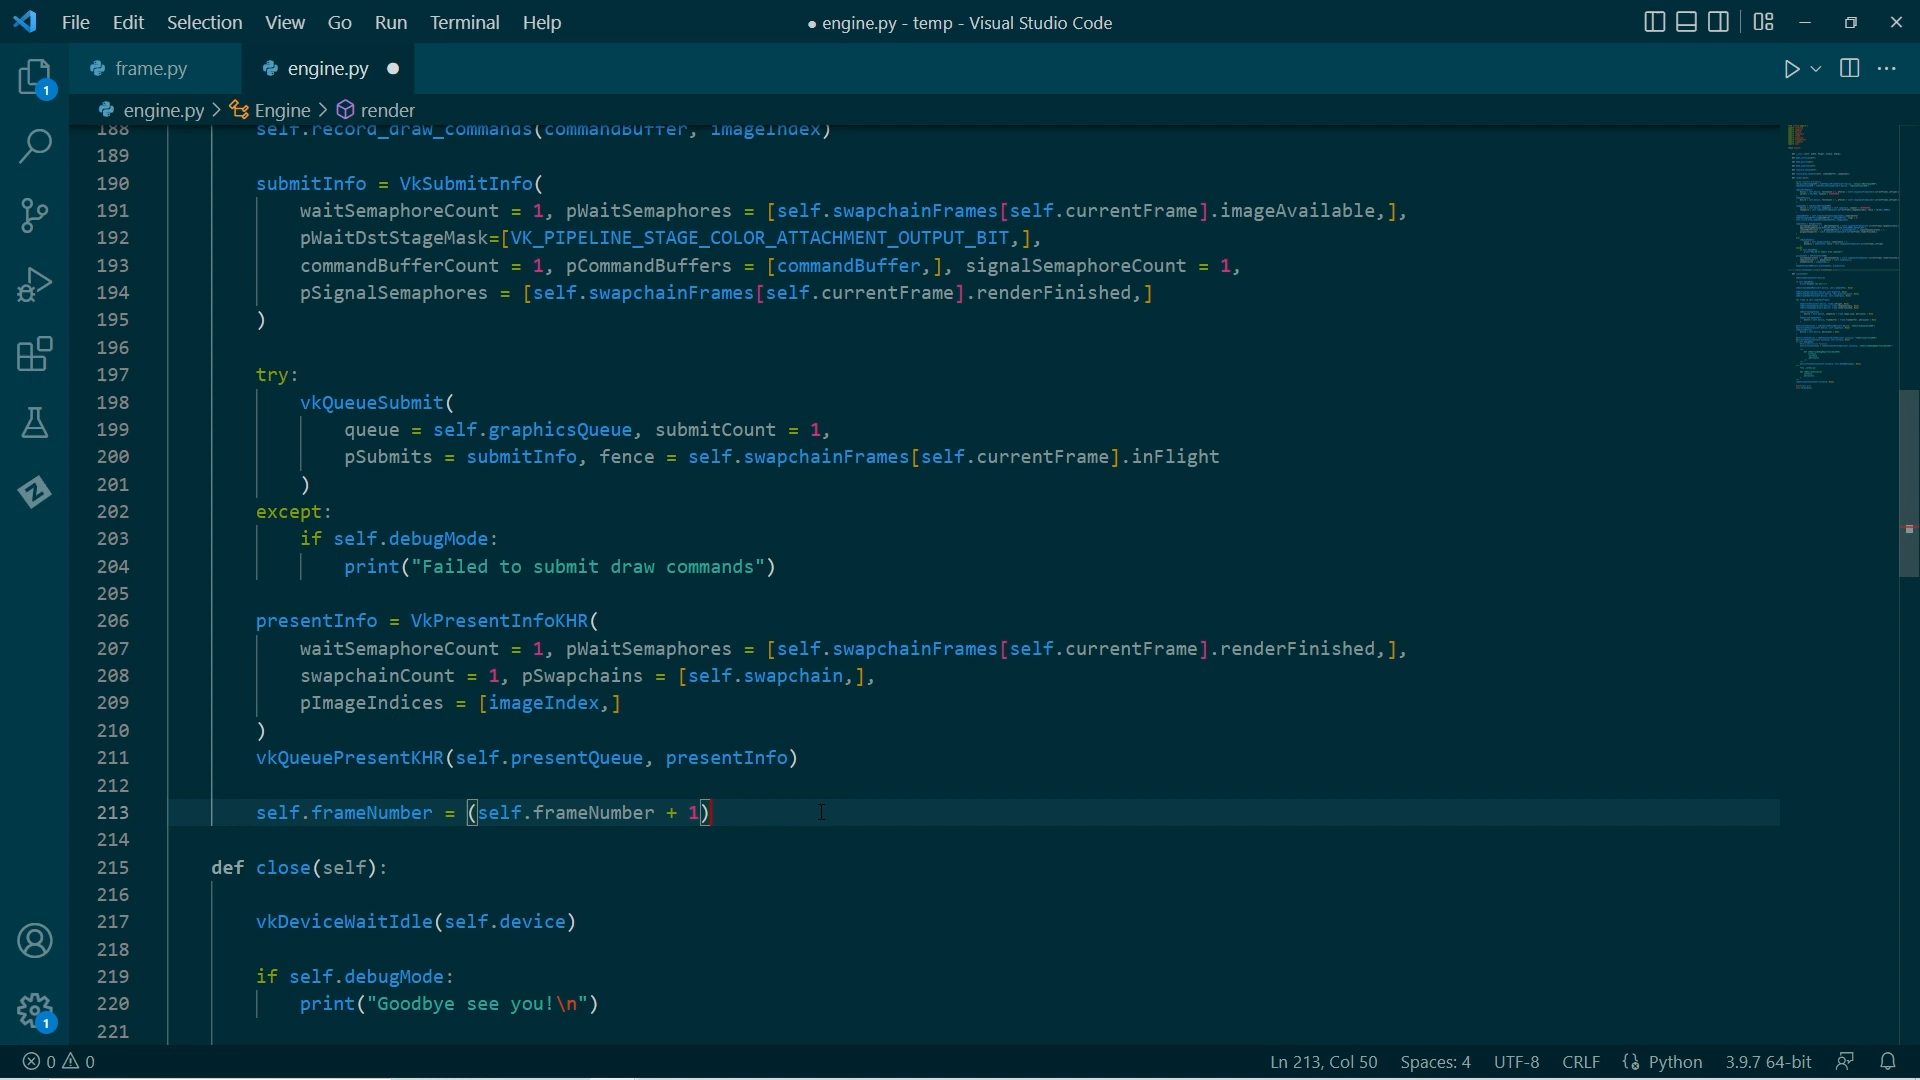 File Edit Selection View Go Run Terminal Help
● engine.py - temp - Visual Studio Code
frame.py
engine.py ●
engine.py > Engine > render
188 self.record_draw_commands(commandBuffer, imageIndex)
189
190 submitInfo = VkSubmitInfo(
191 waitSemaphoreCount = 1, pWaitSemaphores = [self.swapchainFrames[self.currentFrame].imageAvailable,],
192 pWaitDstStageMask=[VK_PIPELINE_STAGE_COLOR_ATTACHMENT_OUTPUT_BIT,],
193 commandBufferCount = 1, pCommandBuffers = [commandBuffer,], signalSemaphoreCount = 1,
194 pSignalSemaphores = [self.swapchainFrames[self.currentFrame].renderFinished,]
195 )
196
197 try:
198 vkQueueSubmit(
199 queue = self.graphicsQueue, submitCount = 1,
200 pSubmits = submitInfo, fence = self.swapchainFrames[self.currentFrame].inFlight
201 )
202 except:
203 if self.debugMode:
204 print("Failed to submit draw commands")
205
206 presentInfo = VkPresentInfoKHR(
207 waitSemaphoreCount = 1, pWaitSemaphores = [self.swapchainFrames[self.currentFrame].renderFinished,],
208 swapchainCount = 1, pSwapchains = [self.swapchain,],
209 pImageIndices = [imageIndex,]
210 )
211 vkQueuePresentKHR(self.presentQueue, presentInfo)
212
213 self.frameNumber = (self.frameNumber + 1)
214
215 def close(self):
216
217 vkDeviceWaitIdle(self.device)
218
219 if self.debugMode:
220 print("Goodbye see you!\n")
221
1
1
0 0
Ln 213, Col 50 Spaces: 4 UTF-8 CRLF Python 3.9.7 64-bit